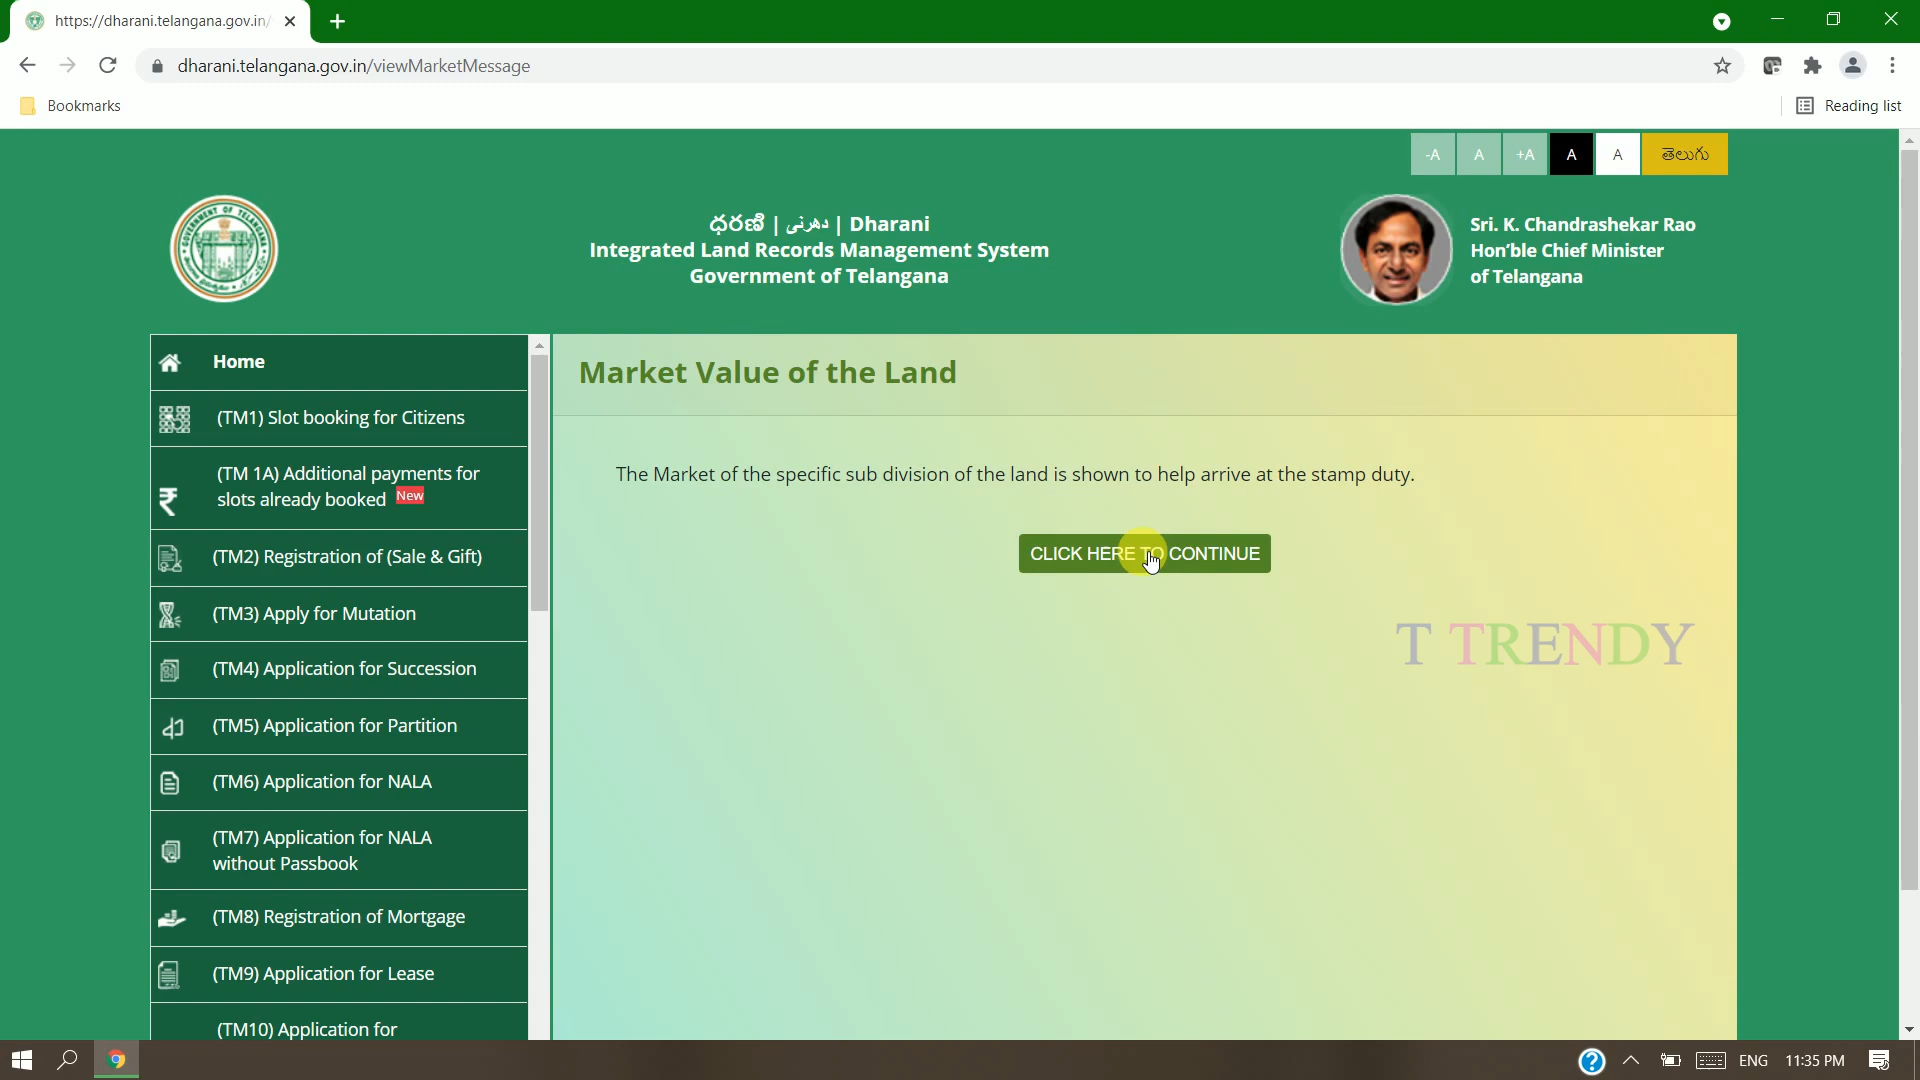 https://dharani.telangana.gov.in/
dharani.telangana.gov.in/viewMarketMessage
Bookmarks
Reading list
-A
A
+A
A
A
తెలుగు
ధరణి | دھرنی | Dharani
Integrated Land Records Management System
Government of Telangana
Sri. K. Chandrashekar Rao
Hon’ble Chief Minister
of Telangana
Home
(TM1) Slot booking for Citizens
(TM 1A) Additional payments for
slots already booked New
(TM2) Registration of (Sale & Gift)
(TM3) Apply for Mutation
(TM4) Application for Succession
(TM5) Application for Partition
(TM6) Application for NALA
(TM7) Application for NALA
without Passbook
(TM8) Registration of Mortgage
(TM9) Application for Lease
(TM10) Application for
Market Value of the Land
The Market of the specific sub division of the land is shown to help arrive at the stamp duty.
CLICK HERE TO CONTINUE
T TRENDY
ENG
11:35 PM